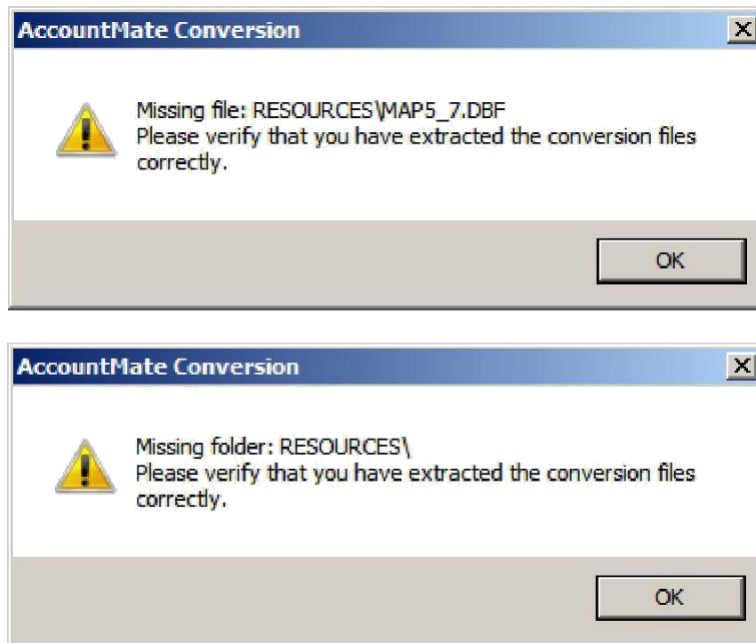 AccountMate Conversion
Missing file: RESOURCES\MAP5_7.DBF
Please verify that you have extracted the conversion files
correctly.
OK
AccountMate Conversion
Missing folder: RESOURCES\
Please verify that you have extracted the conversion files
correctly.
OK